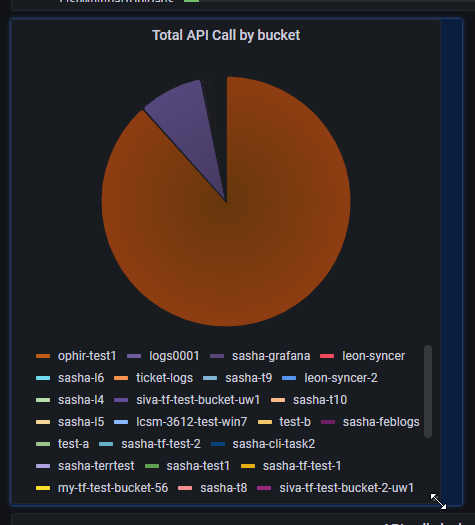 Total API Call by bucket
ophir-test1 logs0001 sasha-grafana leon-syncer
sasha-l6 ticket-logs sasha-t9 leon-syncer-2
sasha-l4 siva-tf-test-bucket-uw1 sasha-t10
sasha-l5 lcsm-3612-test-win7 test-b sasha-feblogs
test-a sasha-tf-test-2 sasha-cli-task2
sasha-terrtest sasha-test1 sasha-tf-test-1
my-tf-test-bucket-56 sasha-t8 siva-tf-test-bucket-2-uw1